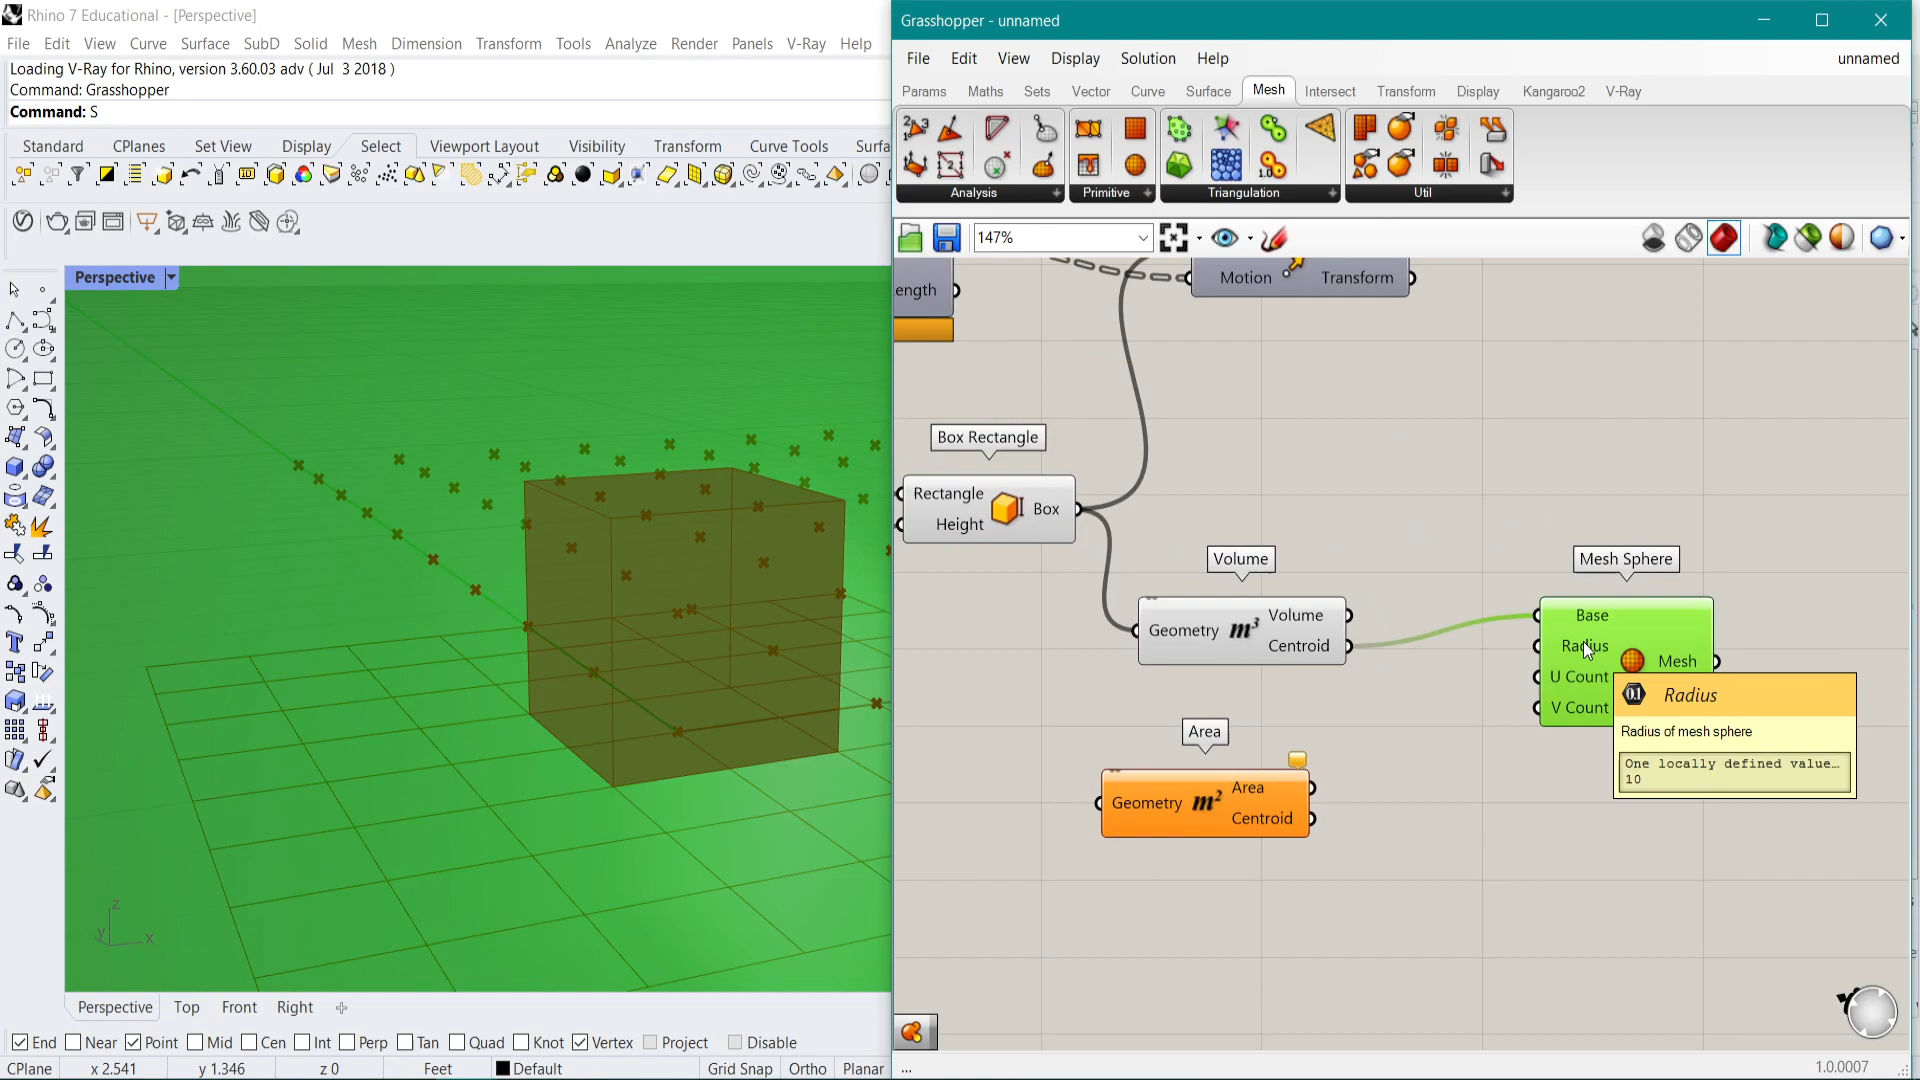 Rhino 7 Educational - [Perspective]
File Edit View Curve Surface SubD Solid Mesh Dimension Transform Tools Analyze Render Panels V-Ray Help
Loading V-Ray for Rhino, version 3.60.03 adv ( Jul 3 2018 )
Command: Grasshopper
Command: S
Standard CPlanes Set View Display Select Viewport Layout Visibility Transform Curve Tools Surfa
Perspective
z
y x
Perspective Top Front Right
End Near Point Mid Cen Int Perp Tan Quad Knot Vertex Project Disable
CPlane x 2.541 y 1.346 z 0 Feet Default Grid Snap Ortho Planar
Grasshopper - unnamed
File Edit View Display Solution Help unnamed
Params Maths Sets Vector Curve Surface Mesh Intersect Transform Display Kangaroo2 V-Ray
Analysis Primitive Triangulation Util
147%
ength
Motion Transform
Box Rectangle
Rectangle
Height
Box
Volume
Geometry m³ Volume
Centroid
Mesh Sphere
Base
Radius
U Count
V Count
Mesh
0.1 Radius
Radius of mesh sphere
One locally defined value…
10
Area
Geometry m² Area
Centroid
...
1.0.0007